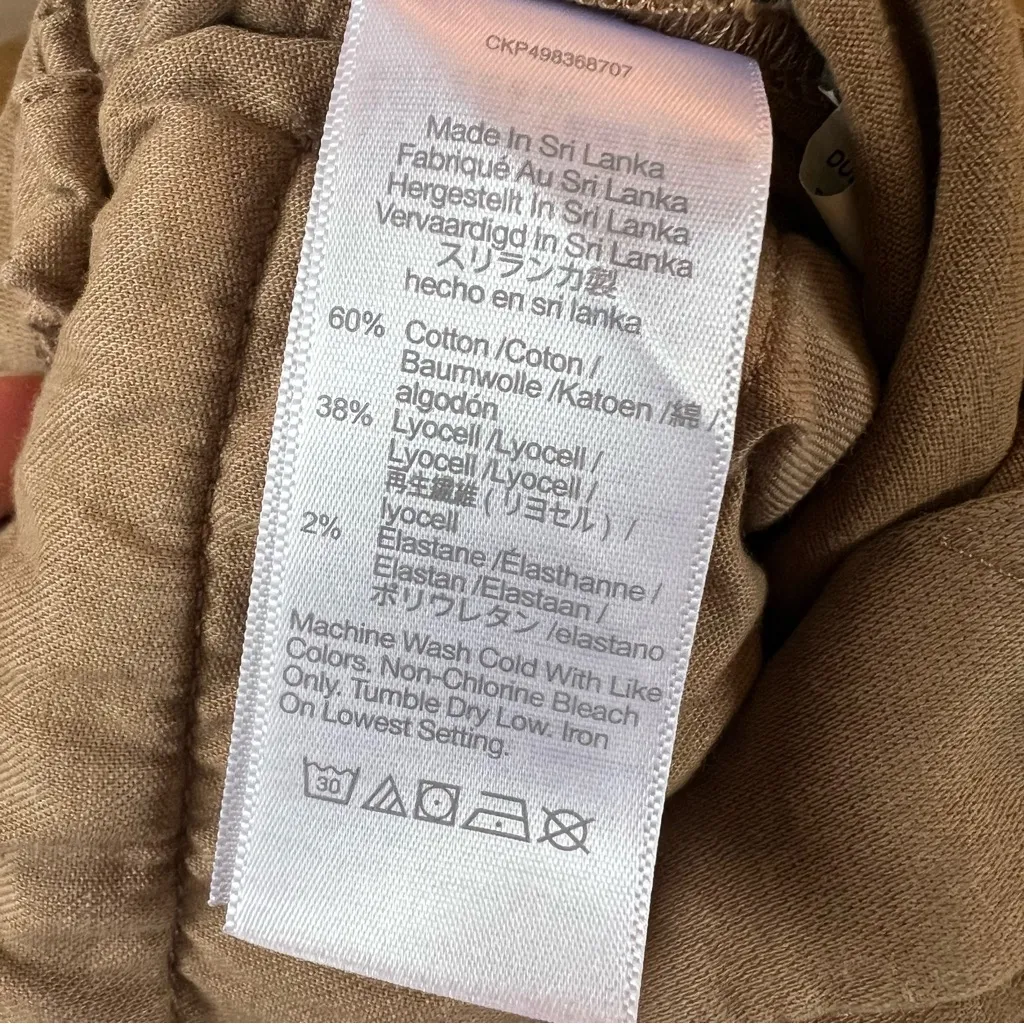 CKP498368707
Made In Sri Lanka
Fabriqué Au Sri Lanka
Hergestellt In Sri Lanka
Vervaardigd In Sri Lanka
スリランカ製
hecho en sri lanka
60% Cotton /Coton /
Baumwolle /Katoen /綿 /
algodón
38% Lyocell /Lyocell /
Lyocell /Lyocell /
再生繊維 (リヨセル) /
lyocell
2% Elastane /Élasthanne /
Elastan /Elastaan /
ポリウレタン /elastano
Machine Wash Cold With Like
Colors. Non-Chlorine Bleach
Only. Tumble Dry Low. Iron
On Lowest Setting.
30